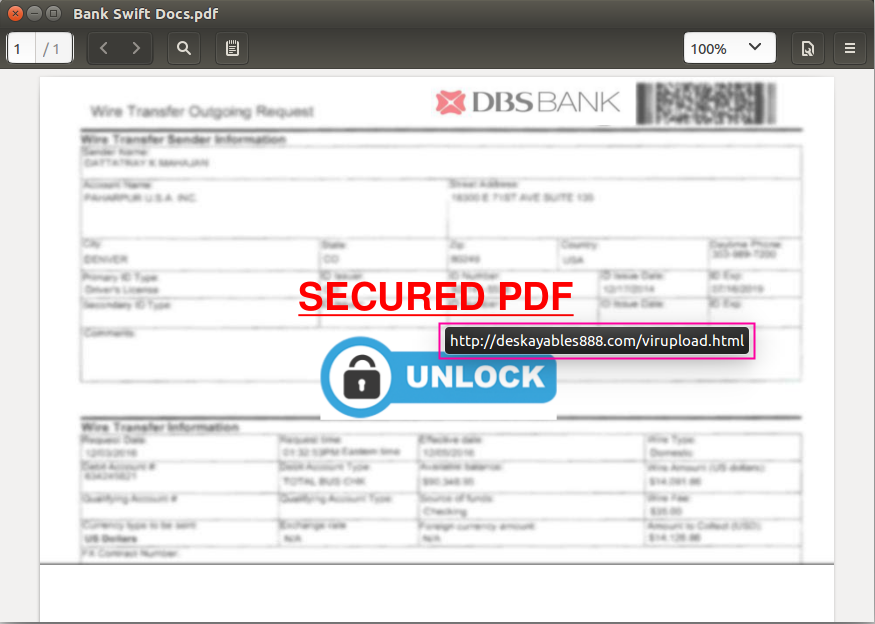 Bank Swift Docs.pdf
1 / 1
100%
Wire Transfer Outgoing Request
DBS BANK
Wire Transfer Sender Information
Sender Name:
DATTATRAY K MAHAJAN
Account Name: Street Address:
PAHARPUR U.S.A. INC. 16300 E 71ST AVE SUITE 135
City State Zip Country Daytime Phone
DENVER CO 80249 USA 303-989-7200
Primary ID Type: ID Issuer: ID Number: ID Issue Date: ID Exp:
Driver's License 12/17/2014 07/16/2019
SECURED PDF
Secondary ID Type: ID Issue Date: ID Exp:
Comments:
http://deskayables888.com/virupload.html
UNLOCK
Wire Transfer Information
Request Date: Request time: Effective date: Wire Type:
12/03/2016 01:32:53PM Eastern time 12/05/2016 Domestic
Debit Account #: Debit Account Type: Available balance: Wire Amount (US dollars):
TOTAL BUS CHK $90,348.95 $14,091.86
Qualifying Account # Qualifying Account Type: Source of funds: Wire Fee:
Checking $35.00
Currency type to be sent: Exchange rate Foreign currency amount: Amount to Collect (USD):
US Dollars N/A N/A $14,126.86
FX Contract Number: